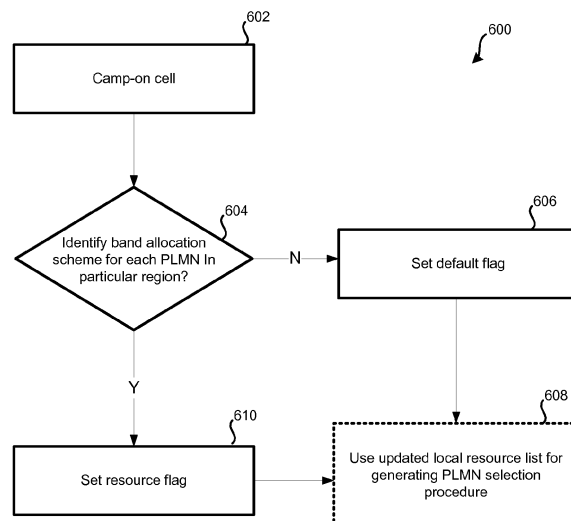 602
600
Camp-on cell
604
606
Identify band allocation
scheme for each PLMN In
particular region?
N
Set default flag
Y
610
608
Set resource flag
Use updated local resource list for
generating PLMN selection
procedure